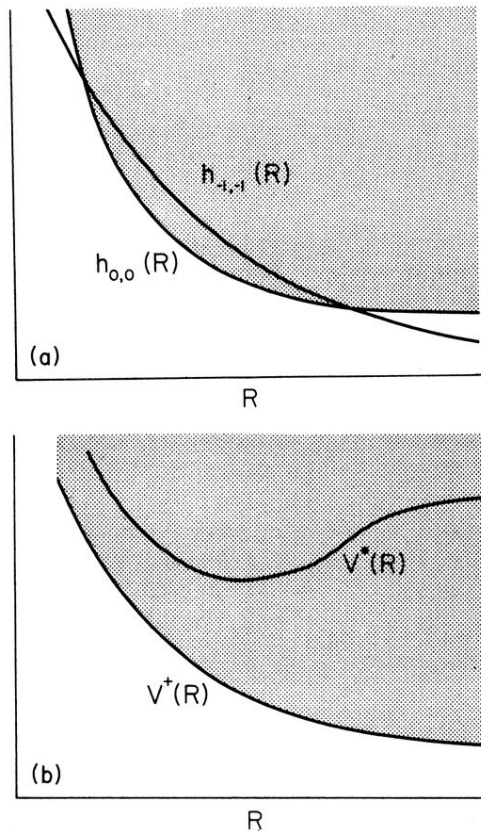 h₋₁,₋₁ (R)
h₀,₀ (R)
(a)
R
V*(R)
V⁺(R)
(b)
R